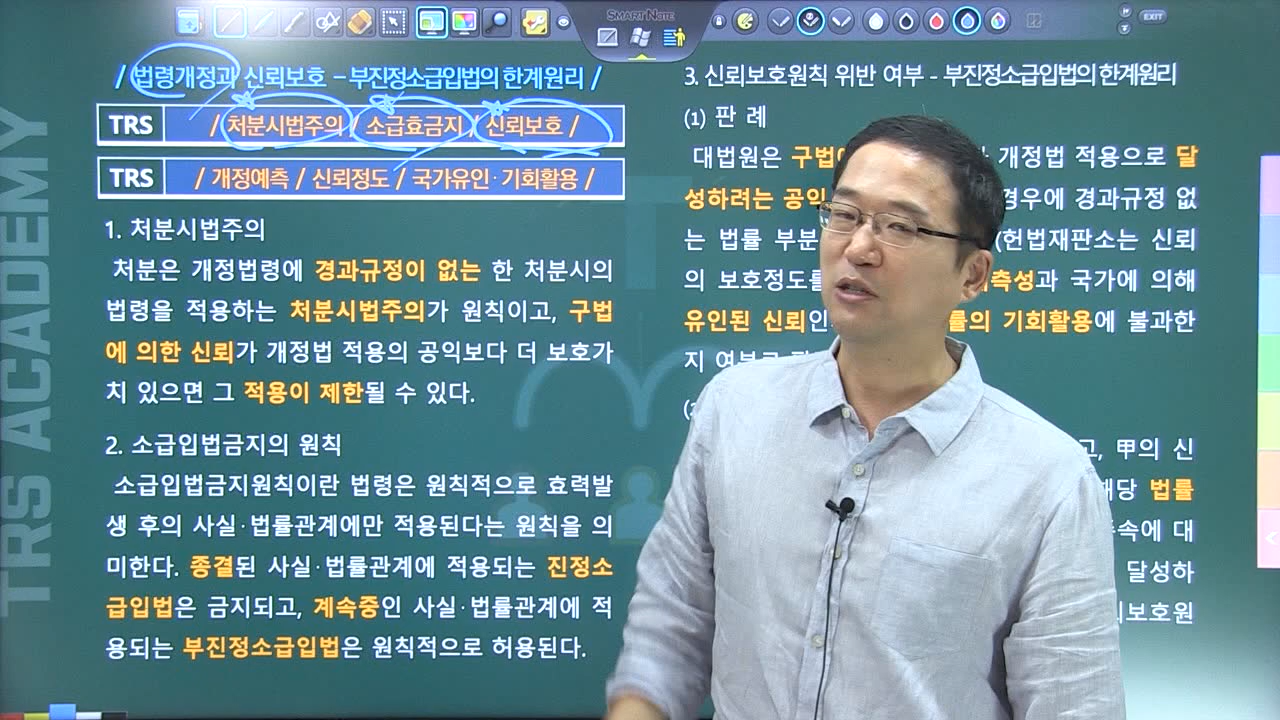 SMART NOTE
EXIT
/ 법령개정과 신뢰보호 – 부진정소급입법의 한계원리 /
TRS / 처분시법주의 / 소급효금지 / 신뢰보호 /
TRS / 개정예측 / 신뢰정도 / 국가유인·기회활용 /
1. 처분시법주의
처분은 개정법령에 경과규정이 없는 한 처분시의
법령을 적용하는 처분시법주의가 원칙이고, 구법
에 의한 신뢰가 개정법 적용의 공익보다 더 보호가
치 있으면 그 적용이 제한될 수 있다.
2. 소급입법금지의 원칙
소급입법금지원칙이란 법령은 원칙적으로 효력발
생 후의 사실·법률관계에만 적용된다는 원칙을 의
미한다. 종결된 사실·법률관계에 적용되는 진정소
급입법은 금지되고, 계속중인 사실·법률관계에 적
용되는 부진정소급입법은 원칙적으로 허용된다.
3. 신뢰보호원칙 위반 여부 – 부진정소급입법의 한계원리
(1) 판 례
대법원은 구법에 개정법 적용으로 달
성하려는 공익 경우에 경과규정 없
는 법률 부분 (헌법재판소는 신뢰
의 보호정도를 측성과 국가에 의해
유인된 신뢰인 률의 기회활용에 불과한
지 여부로
고, 甲의 신
해당 법률
속에 대
달성하
뢰보호원
TRS ACADEMY